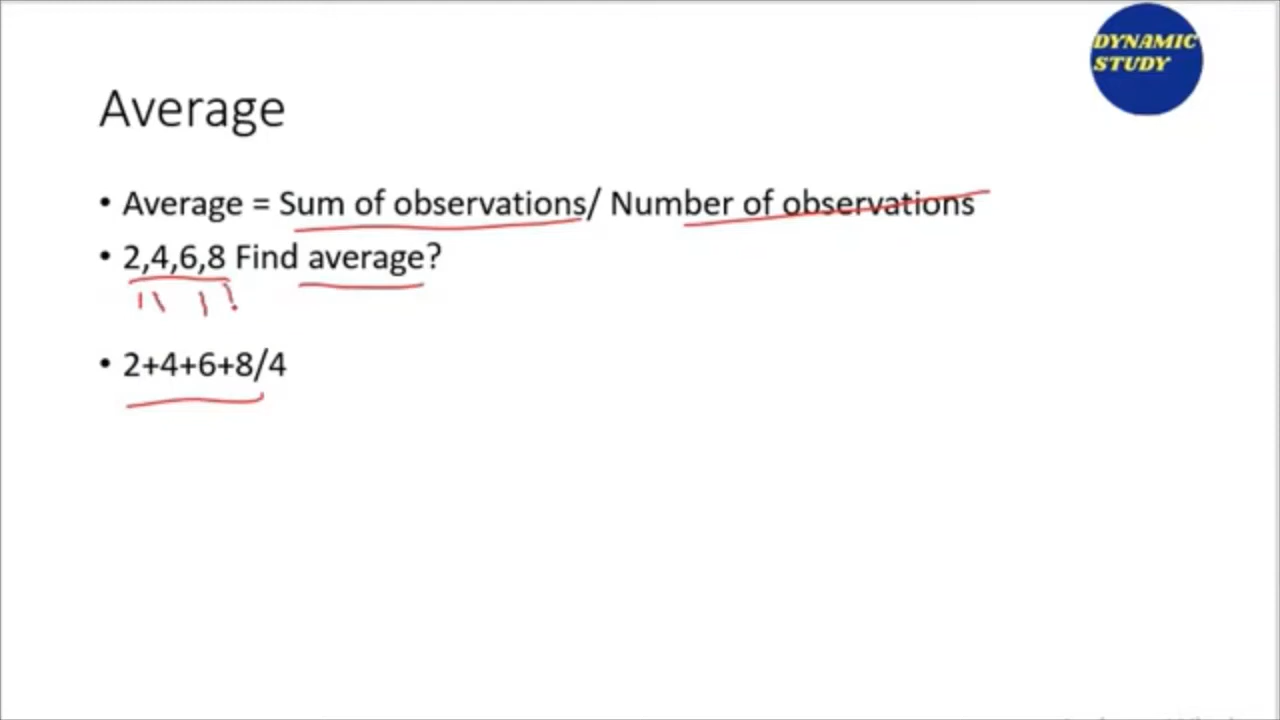 DYNAMIC
STUDY
Average
• Average = Sum of observations/ Number of observations
• 2,4,6,8 Find average?
• 2+4+6+8/4